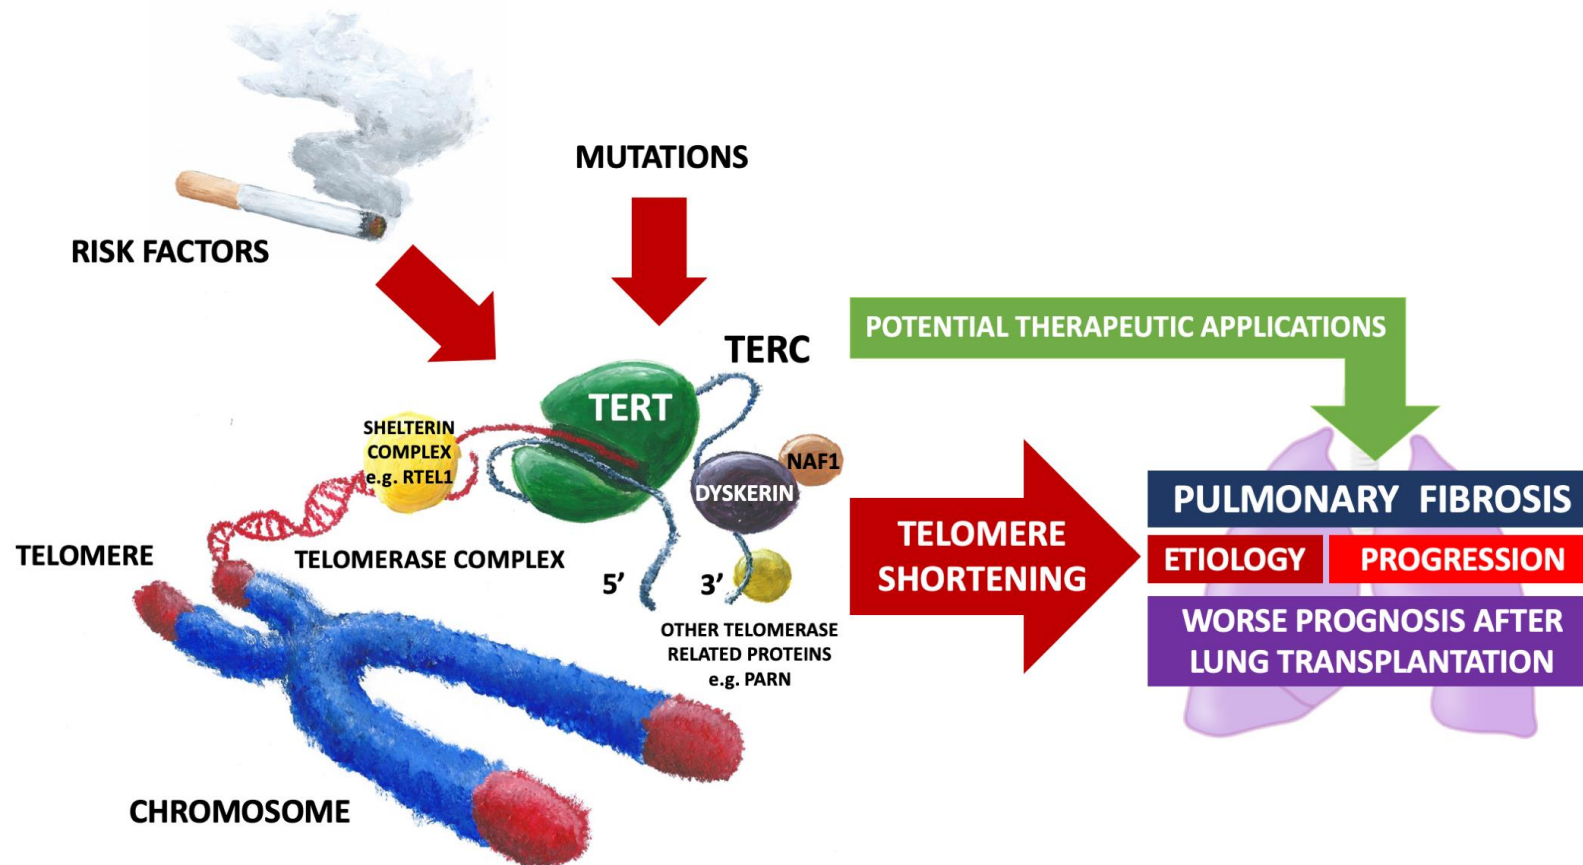 MUTATIONS
RISK FACTORS
POTENTIAL THERAPEUTIC APPLICATIONS
TERC
TERT
SHELTERIN
COMPLEX
e.g. RTEL1
NAF1
DYSKERIN
TELOMERE
TELOMERASE COMPLEX
5’
3’
OTHER TELOMERASE
RELATED PROTEINS
e.g. PARN
CHROMOSOME
TELOMERE
SHORTENING
PULMONARY FIBROSIS
ETIOLOGY
PROGRESSION
WORSE PROGNOSIS AFTER
LUNG TRANSPLANTATION